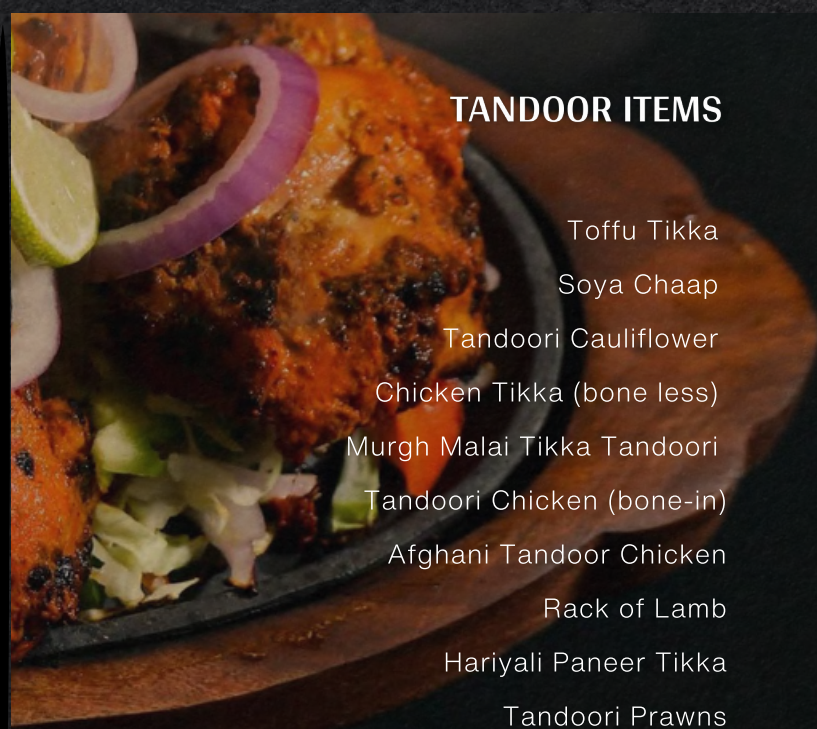 TANDOOR ITEMS
Toffu Tikka
Soya Chaap
Tandoori Cauliflower
Chicken Tikka (bone less)
Murgh Malai Tikka Tandoori
Tandoori Chicken (bone-in)
Afghani Tandoor Chicken
Rack of Lamb
Hariyali Paneer Tikka
Tandoori Prawns